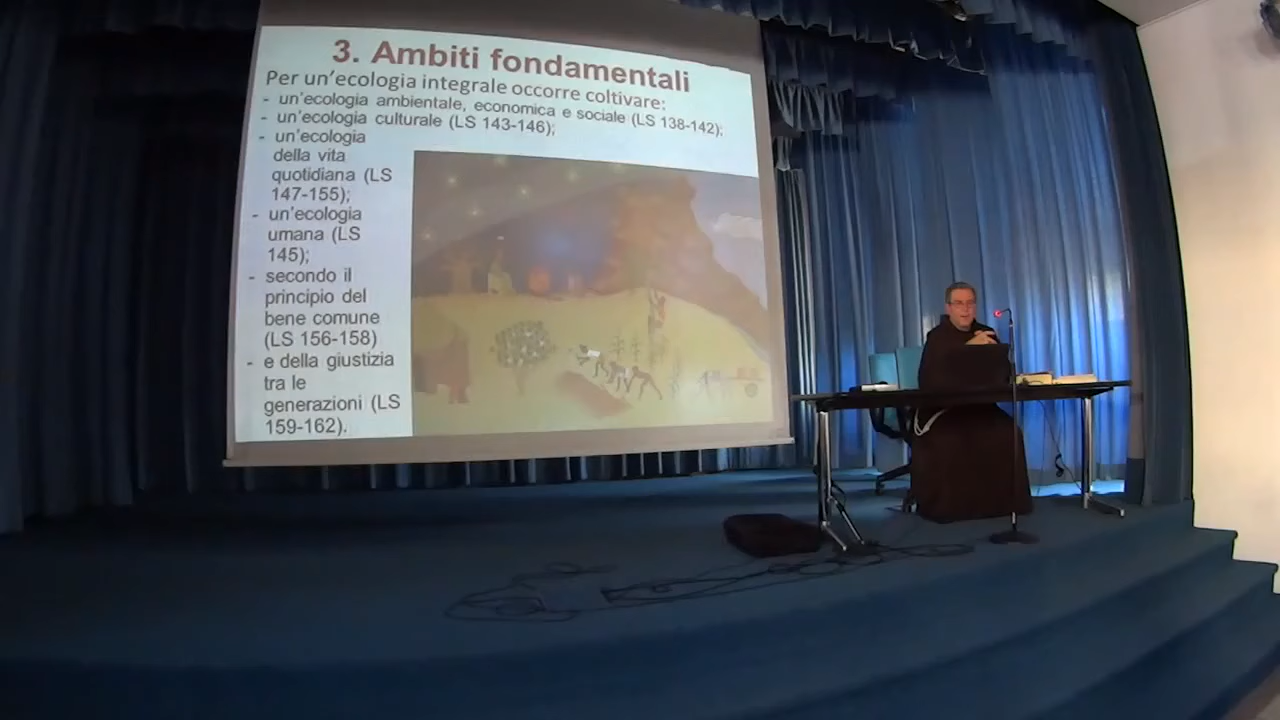 3. Ambiti fondamentali
Per un'ecologia integrale occorre coltivare:
- un'ecologia ambientale, economica e sociale (LS 138-142);
- un'ecologia culturale (LS 143-146);
- un'ecologia
della vita
quotidiana (LS
147-155);
- un'ecologia
umana (LS
145);
- secondo il
principio del
bene comune
(LS 156-158)
- e della giustizia
tra le
generazioni (LS
159-162).